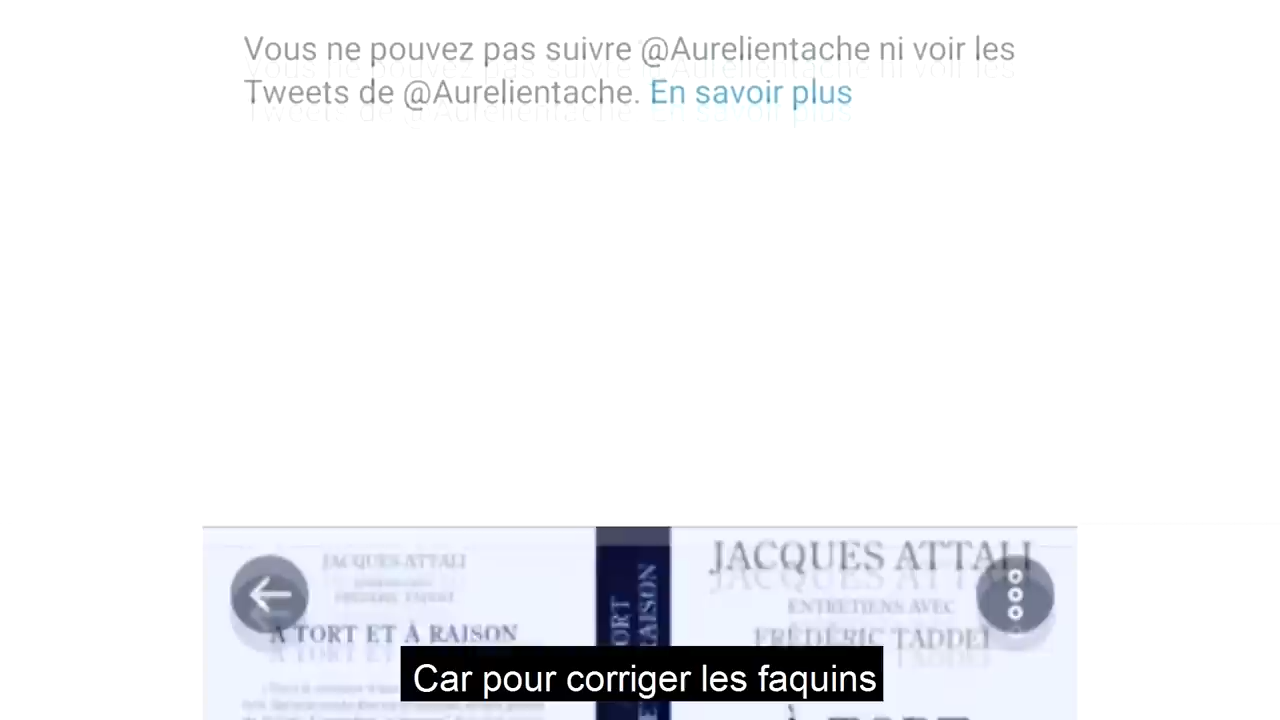 Vous ne pouvez pas suivre @Aurelientache ni voir les
Tweets de @Aurelientache. En savoir plus
JACQUES ATTALI
JACQUES ATTALI
ENTRETIENS AVEC
FRÉDÉRIC TADDEI
À TORT ET À RAISON
Car pour corriger les faquins